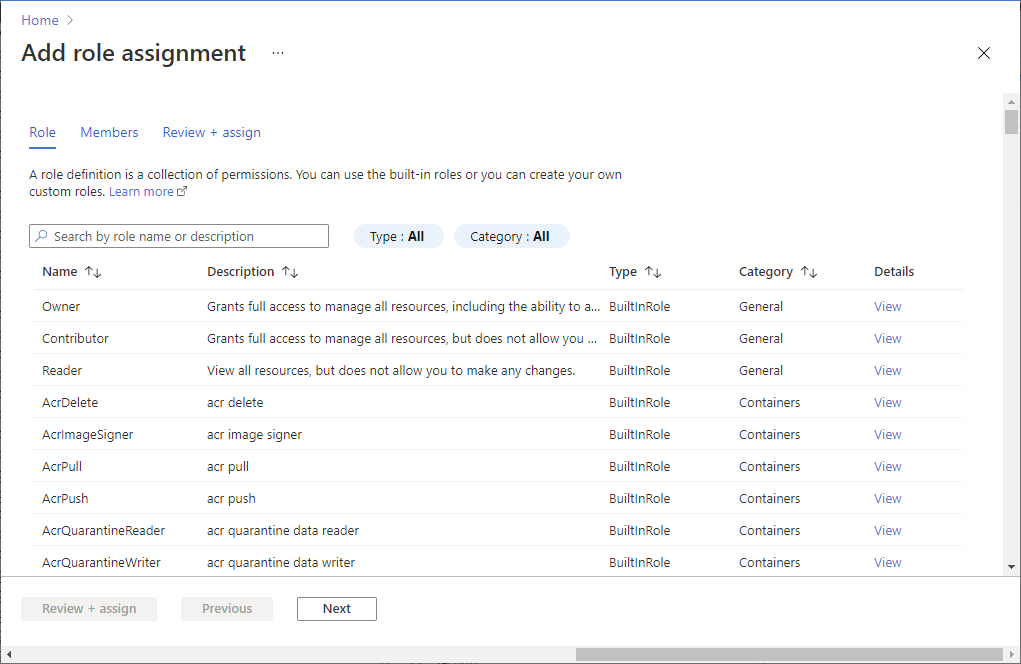 Home
Add role assignment ...
Role Members Review + assign
A role definition is a collection of permissions. You can use the built-in roles or you can create your own
custom roles. Learn more
Search by role name or description Type : All Category : All
Name Description Type Category Details
Owner Grants full access to manage all resources, including the ability to a... BuiltInRole General View
Contributor Grants full access to manage all resources, but does not allow you ... BuiltInRole General View
Reader View all resources, but does not allow you to make any changes. BuiltInRole General View
AcrDelete acr delete BuiltInRole Containers View
AcrImageSigner acr image signer BuiltInRole Containers View
AcrPull acr pull BuiltInRole Containers View
AcrPush acr push BuiltInRole Containers View
AcrQuarantineReader acr quarantine data reader BuiltInRole Containers View
AcrQuarantineWriter acr quarantine data writer BuiltInRole Containers View
Review + assign Previous Next